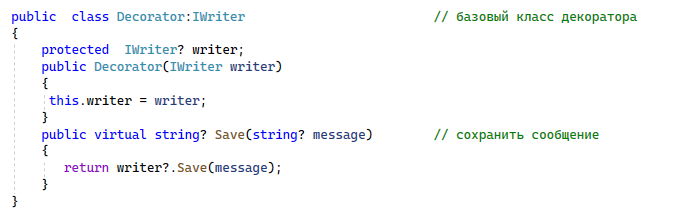 public  class Decorator:IWriter                         // базовый класс декоратора
{
    protected  IWriter? writer;
    public Decorator(IWriter writer)
    {
     this.writer = writer;
    }
    public virtual string? Save(string? message)        // сохранить сообщение
    {
       return writer?.Save(message);
    }
}